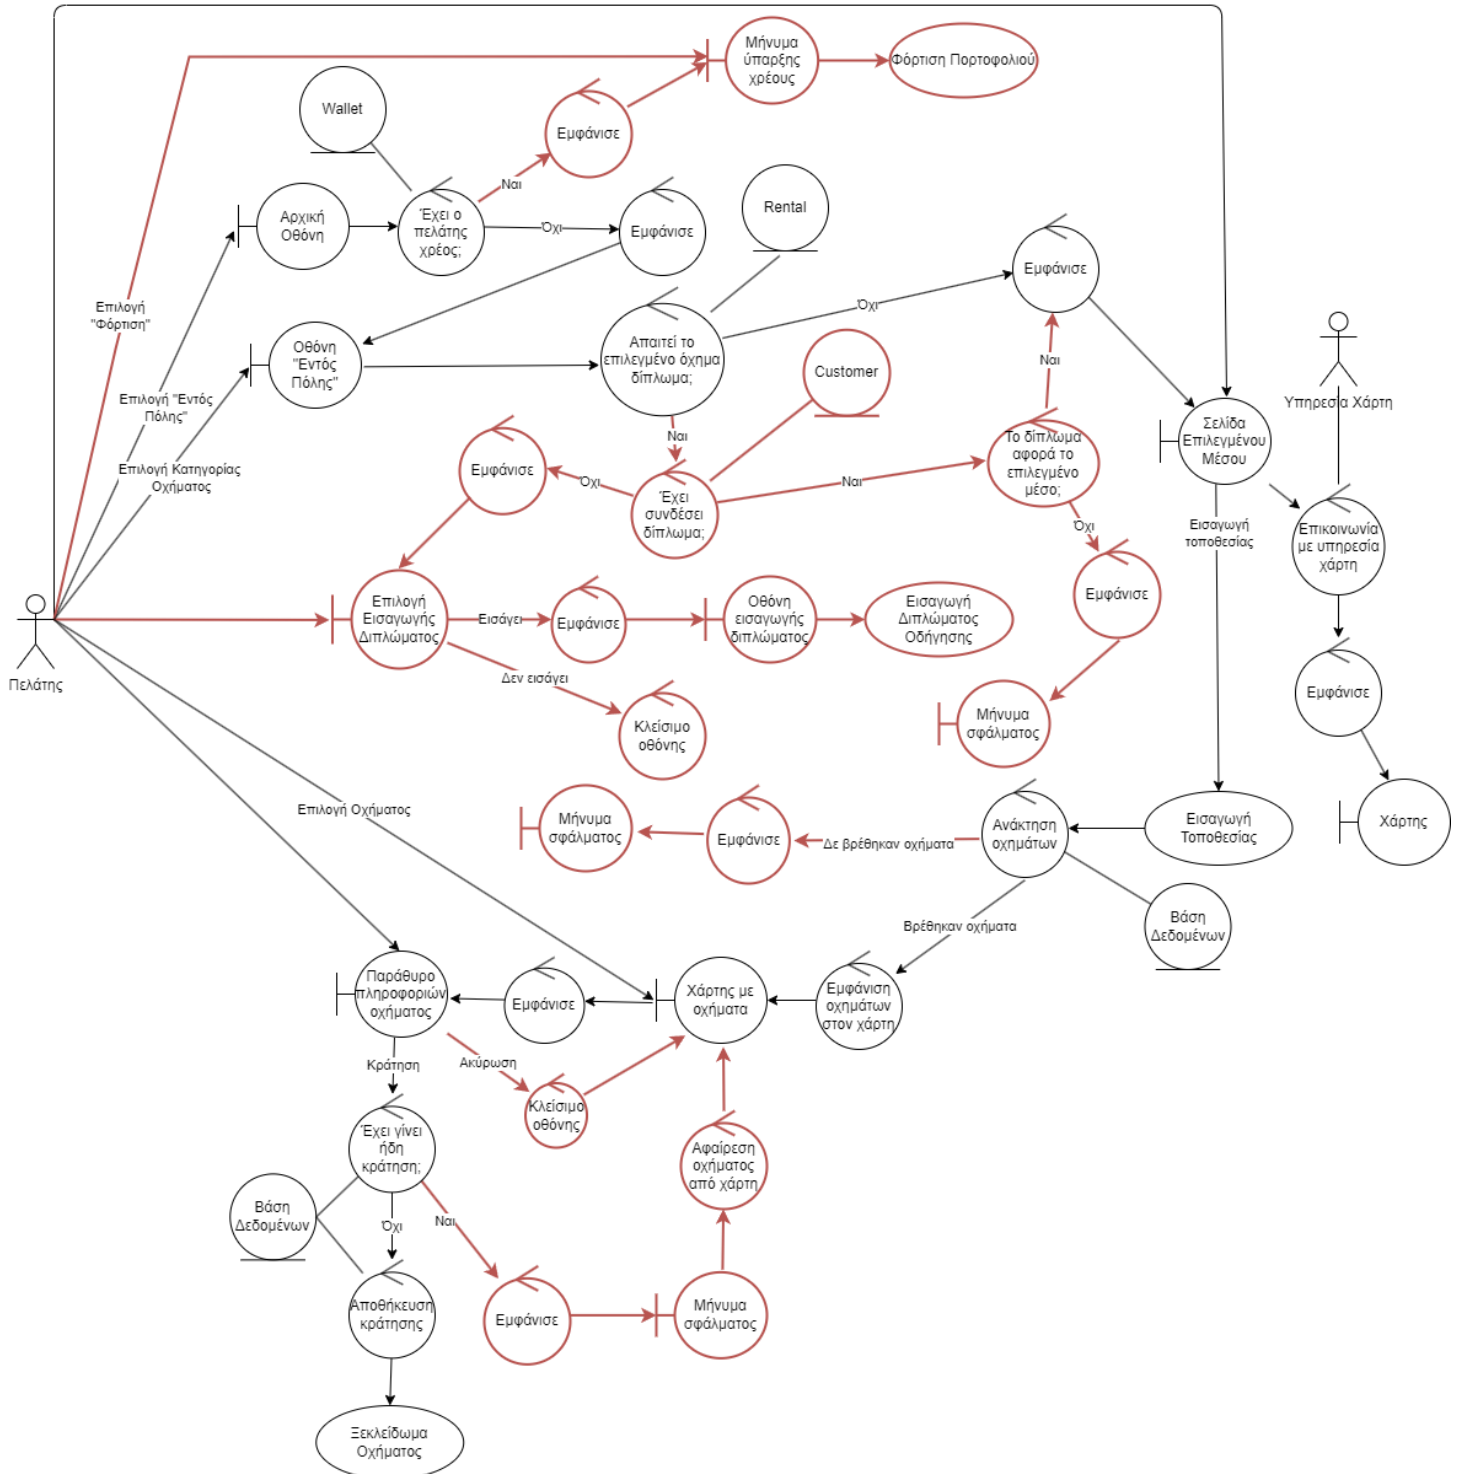 Μήνυμα
ύπαρξης
χρέους
Φόρτιση Πορτοφολιού
Wallet
Εμφάνισε
Ναι
Rental
Αρχική
Οθόνη
Έχει ο
πελάτης
χρέος;
Όχι
Εμφάνισε
Εμφάνισε
Επιλογή
"Φόρτιση"
Όχι
Οθόνη
"Εντός
Πόλης"
Απαιτεί το
επιλεγμένο όχημα
δίπλωμα;
Customer
Ναι
Υπηρεσία Χάρτη
Επιλογή "Εντός
Πόλης"
Ναι
Σελίδα
Επιλεγμένου
Μέσου
Το δίπλωμα
αφορά το
επιλεγμένο
μέσο;
Επιλογή Κατηγορίας
Οχήματος
Εμφάνισε
Όχι
Ναι
Έχει
συνδέσει
δίπλωμα;
Όχι
Εισαγωγή
τοποθεσίας
Επικοινωνία
με υπηρεσία
χάρτη
Εμφάνισε
Επιλογή
Εισαγωγής
Διπλώματος
Εισάγει
Εμφάνισε
Οθόνη
εισαγωγής
διπλώματος
Εισαγωγή
Διπλώματος
Οδήγησης
Πελάτης
Δεν εισάγει
Εμφάνισε
Κλείσιμο
οθόνης
Μήνυμα
σφάλματος
Επιλογή Οχήματος
Μήνυμα
σφάλματος
Εμφάνισε
Δε βρέθηκαν οχήματα
Ανάκτηση
οχημάτων
Εισαγωγή
Τοποθεσίας
Χάρτης
Βρέθηκαν οχήματα
Βάση
Δεδομένων
Παράθυρο
πληροφοριών
οχήματος
Εμφάνισε
Χάρτης με
οχήματα
Εμφάνιση
οχημάτων
στον χάρτη
Κράτηση
Ακύρωση
Κλείσιμο
οθόνης
Έχει γίνει
ήδη
κράτηση;
Αφαίρεση
οχήματος
από χάρτη
Βάση
Δεδομένων
Όχι
Ναι
Αποθήκευση
κράτησης
Εμφάνισε
Μήνυμα
σφάλματος
Ξεκλείδωμα
Οχήματος